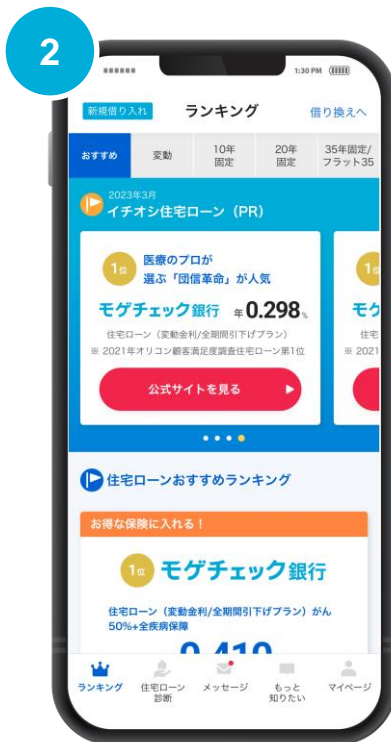 2
1:30 PM
新規借り入れ
ランキング
借り換えへ
おすすめ
変動
10年
固定
20年
固定
35年固定/
フラット35
2023年3月
イチオシ住宅ローン（PR）
1位
医療のプロが
選ぶ「団信革命」が人気
モゲチェック銀行 年0.298%
住宅ローン（変動金利/全期間引下げプラン）
※ 2021年オリコン顧客満足度調査住宅ローン第1位
公式サイトを見る
1位
モゲ
住宅
※ 2021
住宅ローンおすすめランキング
お得な保険に入れる！
1位 モゲチェック銀行
住宅ローン（変動金利/全期間引下げプラン）がん
50%+全疾病保障
ランキング
住宅ローン
診断
メッセージ
もっと
知りたい
マイページ